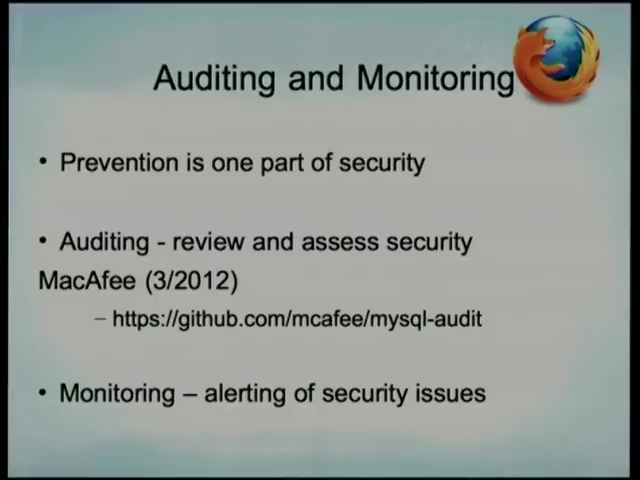 Auditing and Monitoring
• Prevention is one part of security
• Auditing - review and assess security
MacAfee (3/2012)
– https://github.com/mcafee/mysql-audit
• Monitoring – alerting of security issues